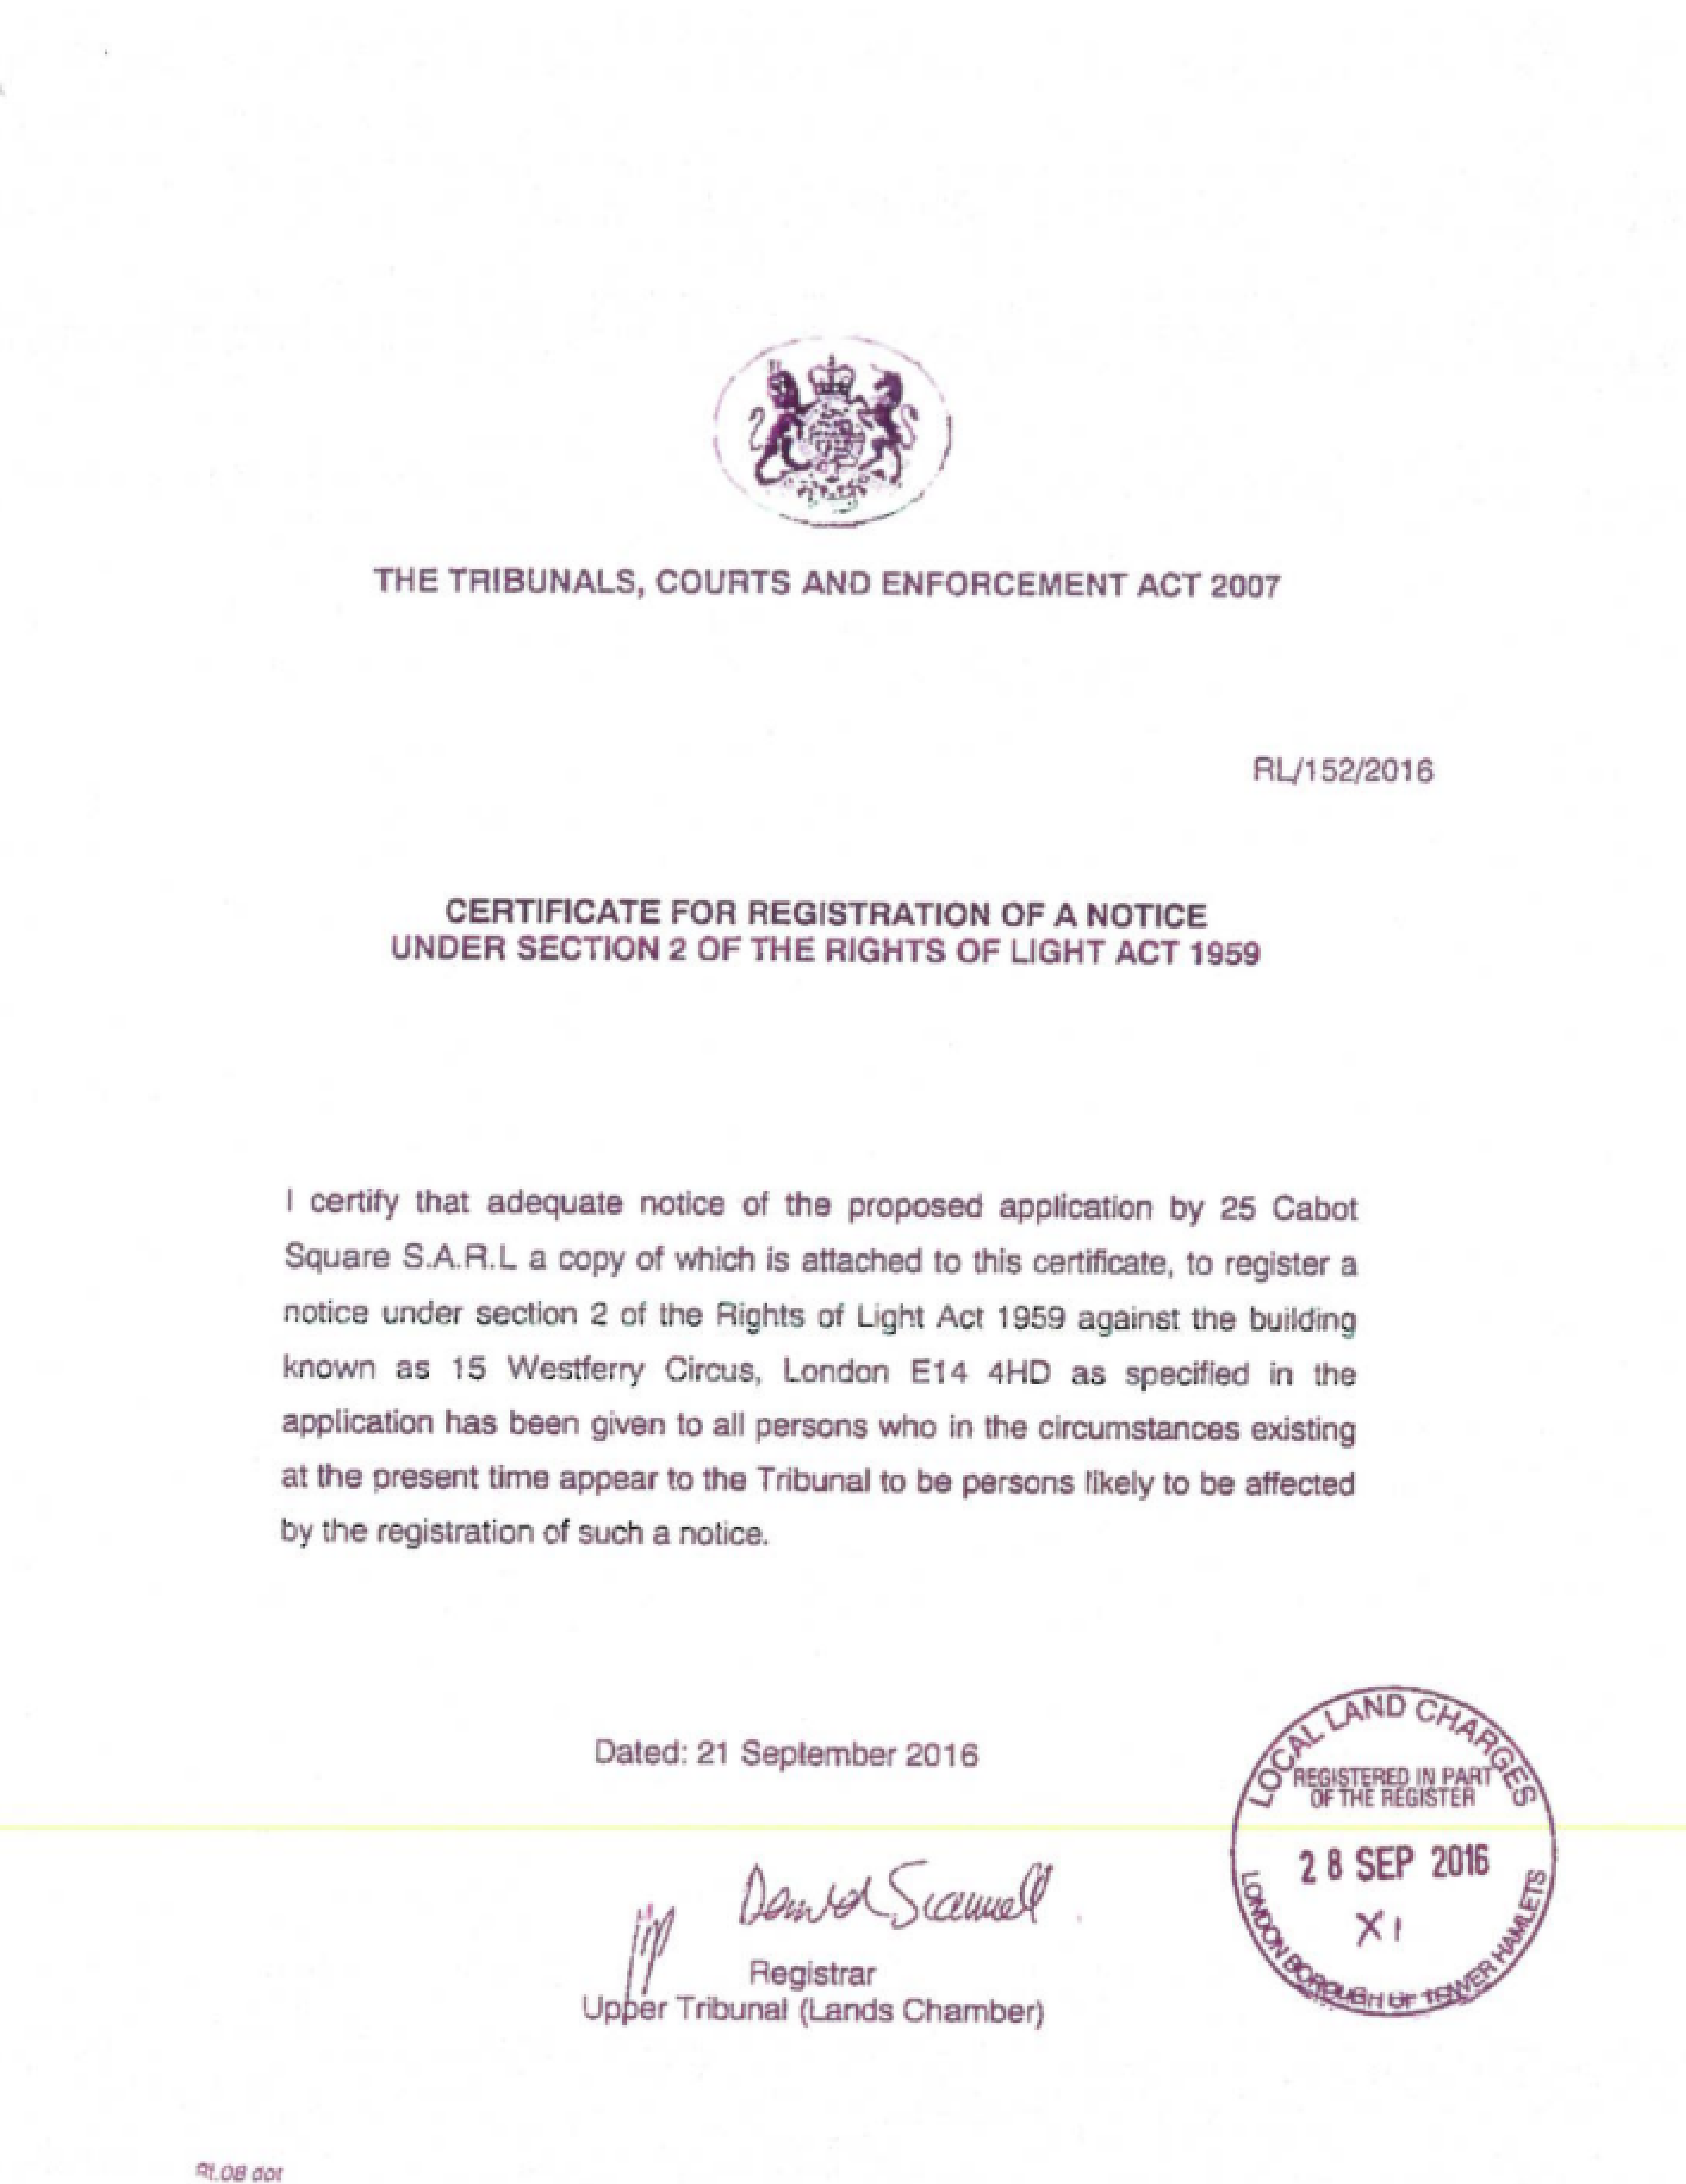 THE TRIBUNALS, COURTS AND ENFORCEMENT ACT 2007
RL/152/2016
CERTIFICATE FOR REGISTRATION OF A NOTICE
UNDER SECTION 2 OF THE RIGHTS OF LIGHT ACT 1959
I certify that adequate notice of the proposed application by 25 Cabot
Square S.A.R.L a copy of which is attached to this certificate, to register a
notice under section 2 of the Rights of Light Act 1959 against the building
known as 15 Westferry Circus, London E14 4HD as specified in the
application has been given to all persons who in the circumstances existing
at the present time appear to the Tribunal to be persons likely to be affected
by the registration of such a notice.
Dated: 21 September 2016
LOCAL LAND CHARGES
REGISTERED IN PART
OF THE REGISTER
28 SEP 2016
XI
LONDON BOROUGH OF TOWER HAMLETS
pp
Registrar
Upper Tribunal (Lands Chamber)